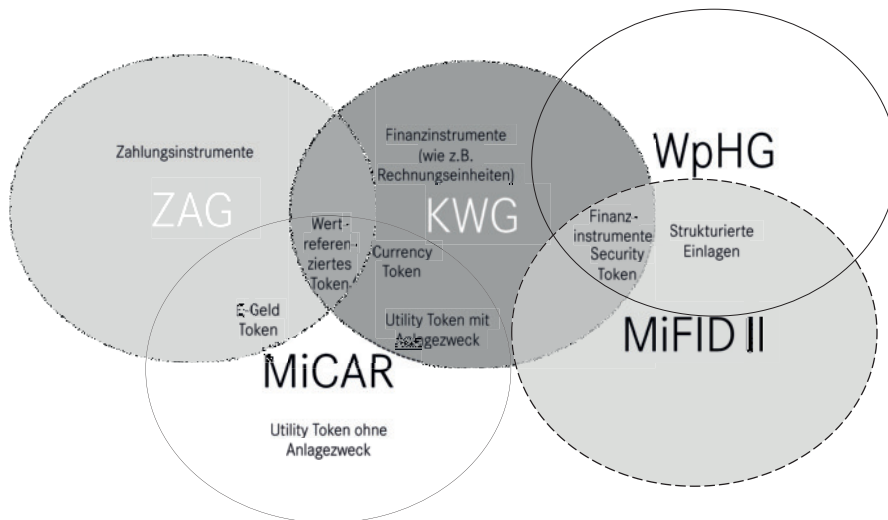 Zahlungsinstrumente
ZAG
Finanzinstrumente
(wie z.B.
Rechnungseinheiten)
KWG
WpHG
Wert-
referen-
ziertes
Token
Currency
Token
Finanz-
instrumente
Security
Token
Strukturierte
Einlagen
E-Geld
Token
Utility Token mit
Anlagezweck
MiFID II
MiCAR
Utility Token ohne
Anlagezweck